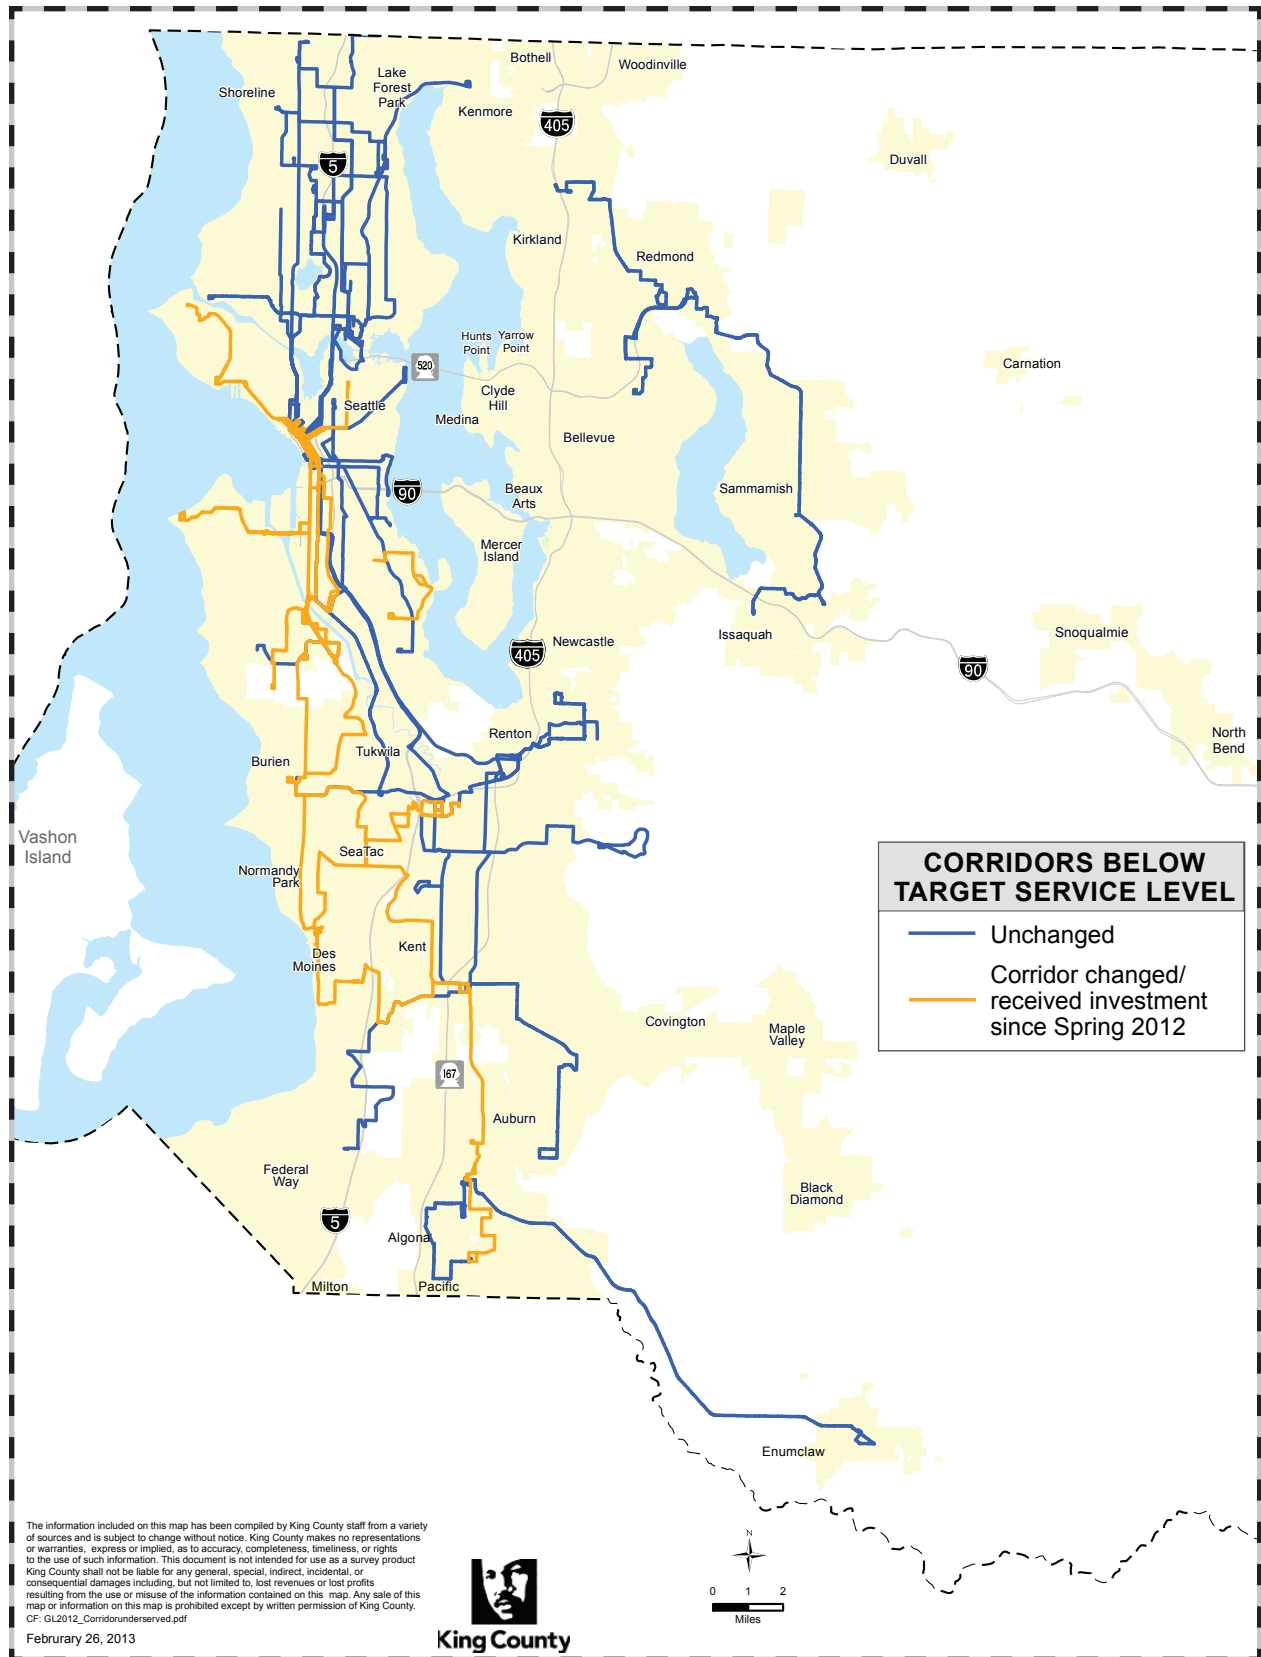 Bothell
Woodinville
Lake
Forest
Park
Shoreline
Kenmore
405
5
Duvall
Kirkland
Redmond
Hunts
Point
Yarrow
Point
520
Carnation
Clyde
Hill
Seattle
Medina
Bellevue
90
Beaux
Arts
Sammamish
Mercer
Island
Newcastle
405
Issaquah
Snoqualmie
90
North
Bend
Renton
Tukwila
Burien
Vashon
Island
SeaTac
Normandy
Park
CORRIDORS BELOW
TARGET SERVICE LEVEL
Unchanged
Corridor changed/
received investment
since Spring 2012
Kent
Des
Moines
Covington
Maple
Valley
167
Auburn
Federal
Way
Black
Diamond
5
Algona
Milton
Pacific
Enumclaw
The information included on this map has been compiled by King County staff from a variety
of sources and is subject to change without notice. King County makes no representations
or warranties, express or implied, as to accuracy, completeness, timeliness, or rights
to the use of such information. This document is not intended for use as a survey product
King County shall not be liable for any general, special, indirect, incidental, or
consequential damages including, but not limited to, lost revenues or lost profits
resulting from the use or misuse of the information contained on this map. Any sale of this
map or information on this map is prohibited except by written permission of King County.
CF: GL2012_Corridorunderserved.pdf
Februrary 26, 2013
King County
N
0 1 2
Miles